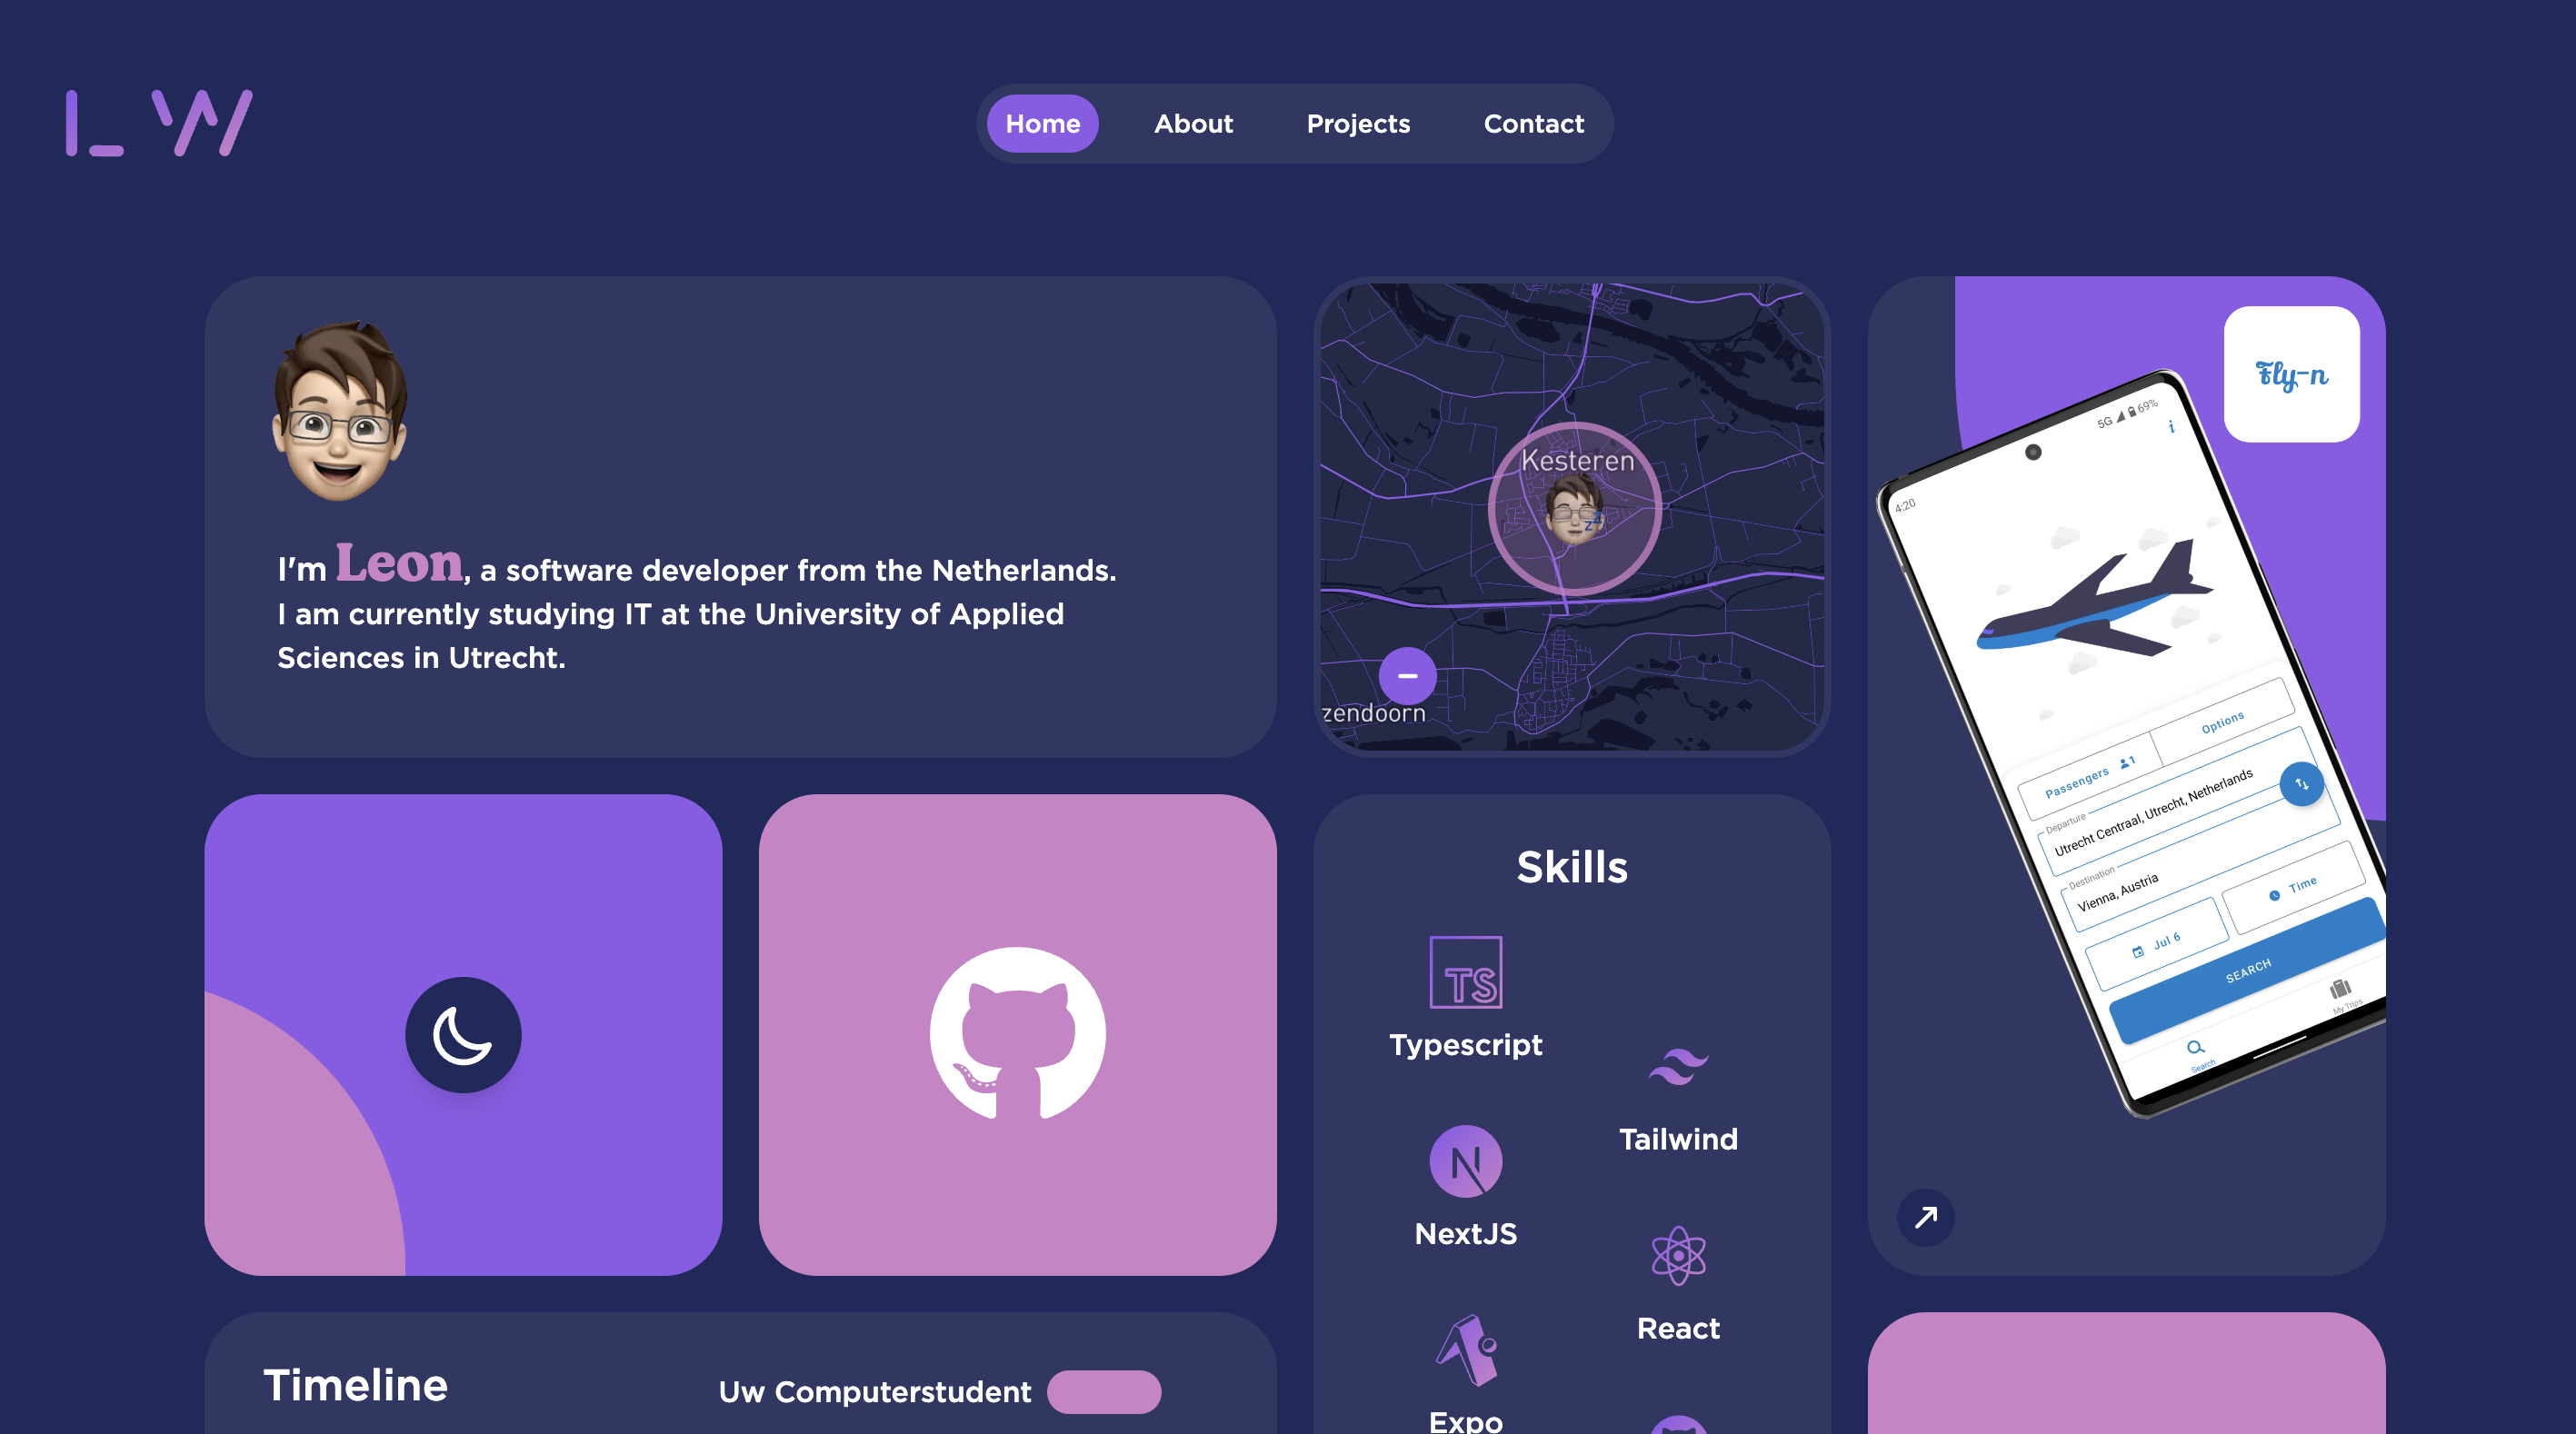 LW
Home
About
Projects
Contact
I'm Leon, a software developer from the Netherlands.
I am currently studying IT at the University of Applied
Sciences in Utrecht.
Kesteren
zz
zendoorn
Fly-n
4:20
5G 69%
i
Passengers 1
Options
Departure
Utrecht Centraal, Utrecht, Netherlands
Destination
Vienna, Austria
Jul 6
Time
SEARCH
Search
My Trips
Skills
TS
Typescript
Tailwind
N
NextJS
React
Expo
Timeline
Uw Computerstudent